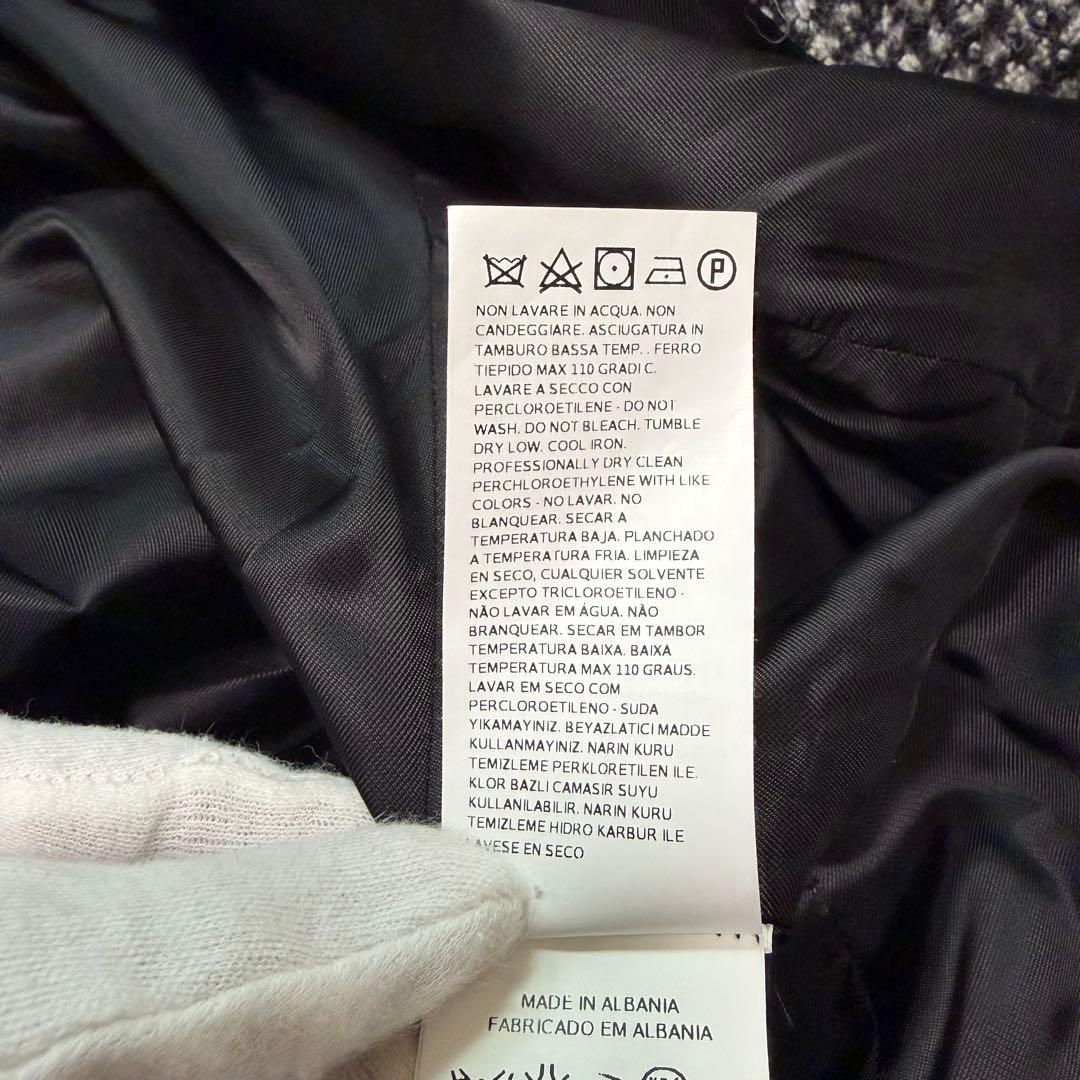 P
NON LAVARE IN ACQUA. NON
CANDEGGIARE. ASCIUGATURA IN
TAMBURO BASSA TEMP. . FERRO
TIEPIDO MAX 110 GRADI C.
LAVARE A SECCO CON
PERCLOROETILENE - DO NOT
WASH. DO NOT BLEACH. TUMBLE
DRY LOW. COOL IRON.
PROFESSIONALLY DRY CLEAN
PERCHLOROETHYLENE WITH LIKE
COLORS - NO LAVAR. NO
BLANQUEAR. SECAR A
TEMPERATURA BAJA. PLANCHADO
A TEMPERATURA FRIA. LIMPIEZA
EN SECO, CUALQUIER SOLVENTE
EXCEPTO TRICLOROETILENO -
NÃO LAVAR EM ÁGUA. NÃO
BRANQUEAR. SECAR EM TAMBOR
TEMPERATURA BAIXA. BAIXA
TEMPERATURA MAX 110 GRAUS.
LAVAR EM SECO COM
PERCLOROETILENO - SUDA
YIKAMAYINIZ. BEYAZLATICI MADDE
KULLANMAYINIZ. NARIN KURU
TEMIZLEME PERKLORETILEN ILE.
KLOR BAZLI CAMASIR SUYU
KULLANILABILIR. NARIN KURU
TEMIZLEME HIDRO KARBUR ILE
EN SECO
MADE IN ALBANIA
FABRICADO EM ALBANIA